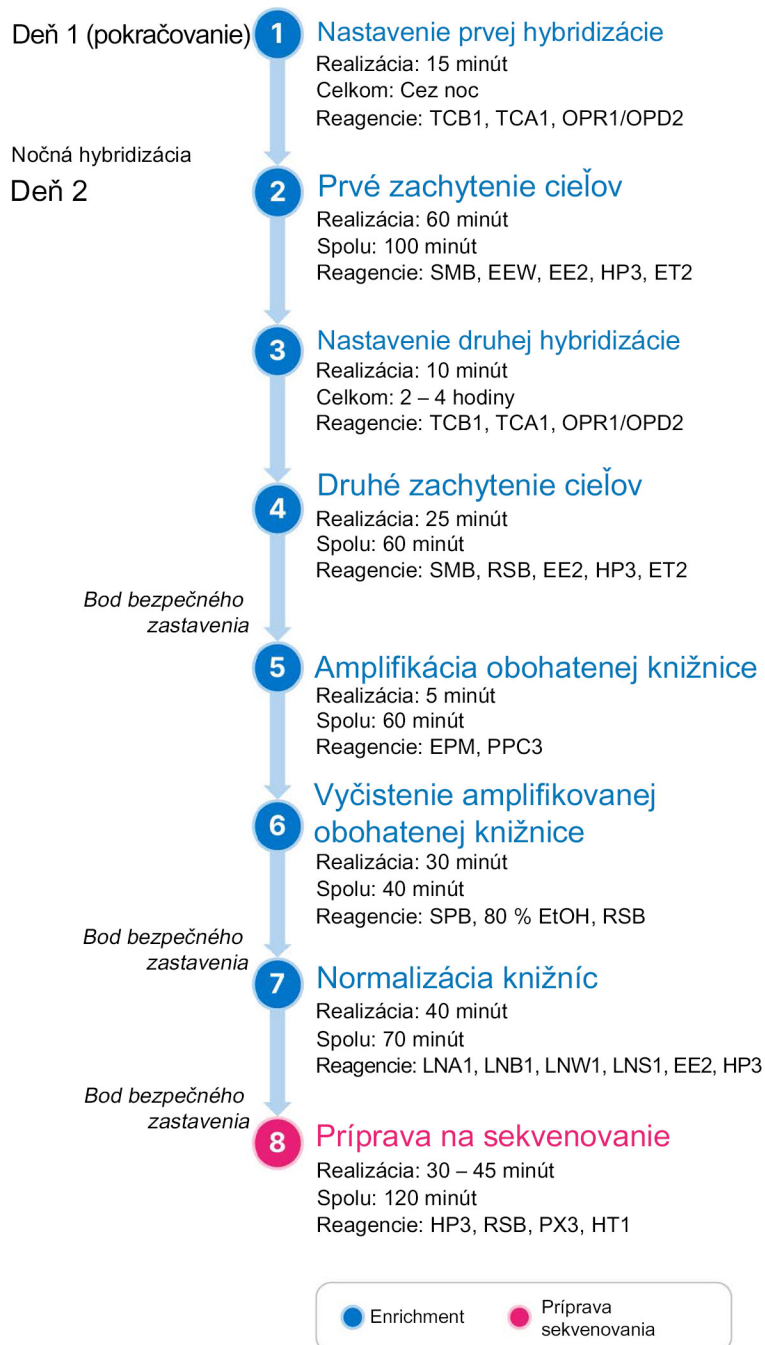 Deň 1 (pokračovanie)
1
Nastavenie prvej hybridizácie
Realizácia: 15 minút
Celkom: Cez noc
Reagencie: TCB1, TCA1, OPR1/OPD2
Nočná hybridizácia
Deň 2
2
Prvé zachytenie cieľov
Realizácia: 60 minút
Spolu: 100 minút
Reagencie: SMB, EEW, EE2, HP3, ET2
3
Nastavenie druhej hybridizácie
Realizácia: 10 minút
Celkom: 2 – 4 hodiny
Reagencie: TCB1, TCA1, OPR1/OPD2
4
Druhé zachytenie cieľov
Realizácia: 25 minút
Spolu: 60 minút
Reagencie: SMB, RSB, EE2, HP3, ET2
Bod bezpečného
zastavenia
5
Amplifikácia obohatenej knižnice
Realizácia: 5 minút
Spolu: 60 minút
Reagencie: EPM, PPC3
6
Vyčistenie amplifikovanej
obohatenej knižnice
Realizácia: 30 minút
Spolu: 40 minút
Reagencie: SPB, 80 % EtOH, RSB
Bod bezpečného
zastavenia
7
Normalizácia knižníc
Realizácia: 40 minút
Spolu: 70 minút
Reagencie: LNA1, LNB1, LNW1, LNS1, EE2, HP3
Bod bezpečného
zastavenia
8
Príprava na sekvenovanie
Realizácia: 30 – 45 minút
Spolu: 120 minút
Reagencie: HP3, RSB, PX3, HT1
Enrichment
Príprava
sekvenovania